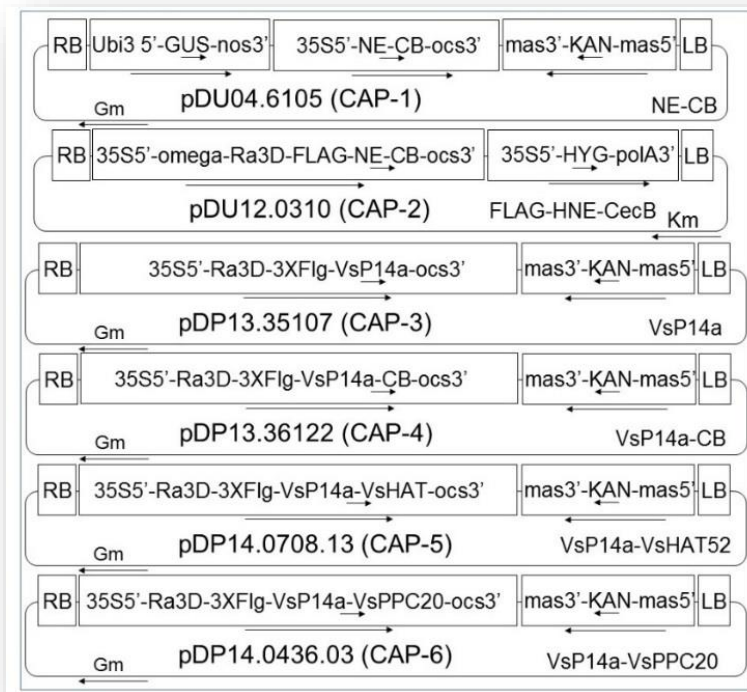 RB Ubi3 5’-GUS-nos3’ 35S5’-NE-CB-ocs3’ mas3’-KAN-mas5’ LB
Gm pDU04.6105 (CAP-1) NE-CB
RB 35S5’-omega-Ra3D-FLAG-NE-CB-ocs3’ 35S5’-HYG-polA3’ LB
pDU12.0310 (CAP-2) FLAG-HNE-CecB
Km
RB 35S5’-Ra3D-3XFlg-VsP14a-ocs3’ mas3’-KAN-mas5’ LB
Gm pDP13.35107 (CAP-3) VsP14a
RB 35S5’-Ra3D-3XFlg-VsP14a-CB-ocs3’ mas3’-KAN-mas5’ LB
Gm pDP13.36122 (CAP-4) VsP14a-CB
RB 35S5’-Ra3D-3XFlg-VsP14a-VsHAT-ocs3’ mas3’-KAN-mas5’ LB
Gm pDP14.0708.13 (CAP-5) VsP14a-VsHAT52
RB 35S5’-Ra3D-3XFlg-VsP14a-VsPPC20-ocs3’ mas3’-KAN-mas5’ LB
Gm pDP14.0436.03 (CAP-6) VsP14a-VsPPC20